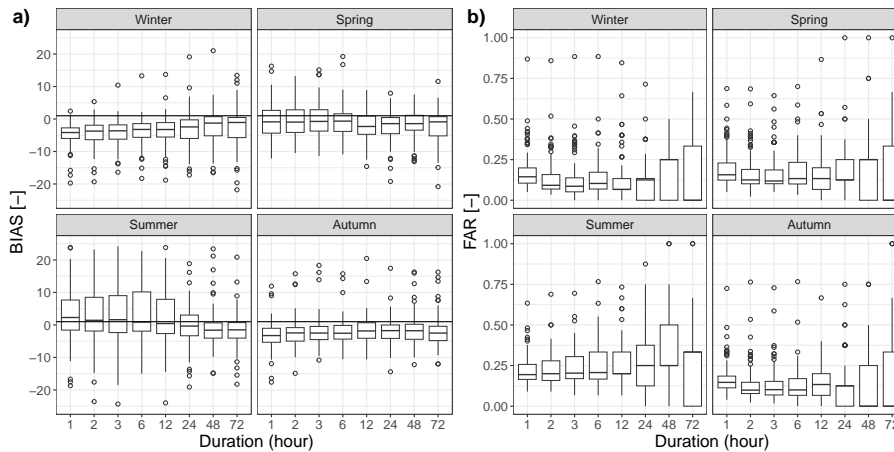 a)
Winter
Spring
20
10
0
−10
−20
Summer
Autumn
20
10
0
−10
−20
1 2 3 6 12 24 48 72
1 2 3 6 12 24 48 72
BIAS [−]
Duration (hour)
b)
Winter
Spring
1.00
0.75
0.50
0.25
0.00
Summer
Autumn
1.00
0.75
0.50
0.25
0.00
1 2 3 6 12 24 48 72
1 2 3 6 12 24 48 72
FAR [−]
Duration (hour)